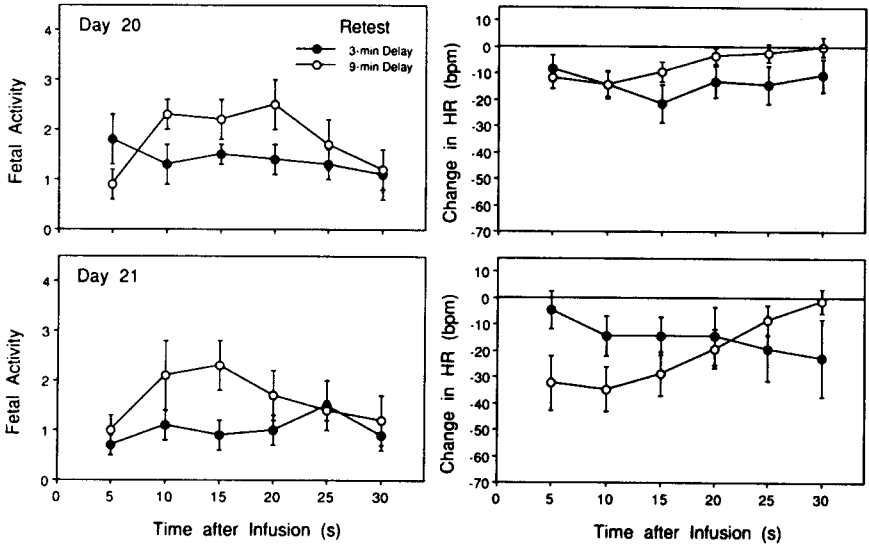 Day 20
Retest
3-min Delay
9-min Delay
Fetal Activity
4
3
2
1
0
Change in HR (bpm)
10
0
-10
-20
-30
-40
-50
-60
-70
Day 21
Fetal Activity
4
3
2
1
0
0 5 10 15 20 25 30
Time after Infusion (s)
Change in HR (bpm)
10
0
-10
-20
-30
-40
-50
-60
-70
0 5 10 15 20 25 30
Time after Infusion (s)